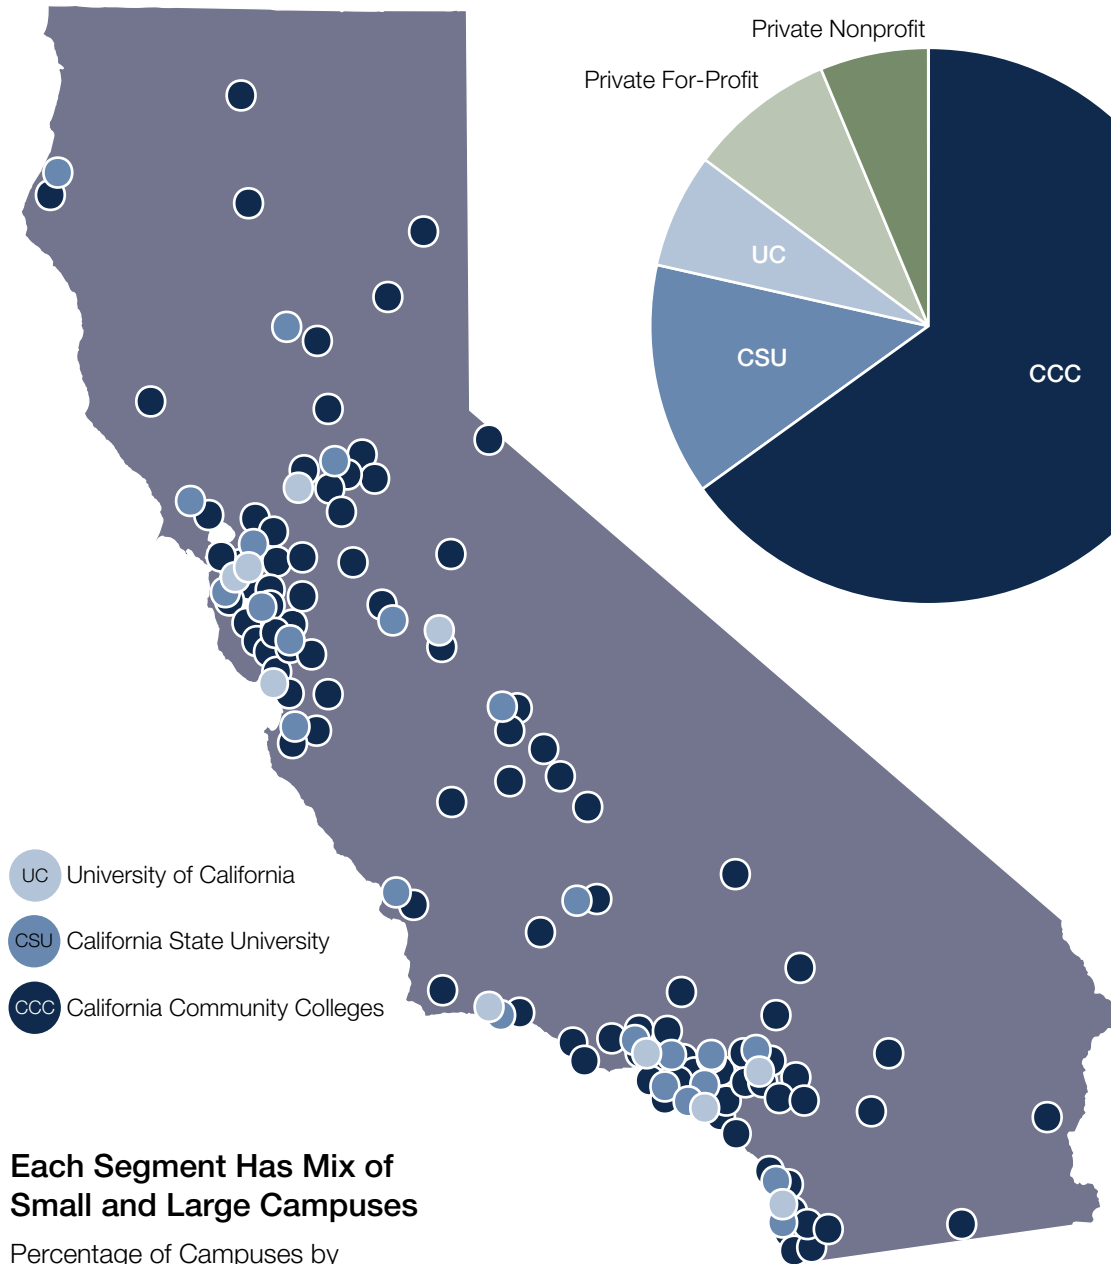 Private Nonprofit
Private For-Profit
UC
CSU
CCC
UC University of California
CSU California State University
CCC California Community Colleges
Each Segment Has Mix of
Small and Large Campuses
Percentage of Campuses by